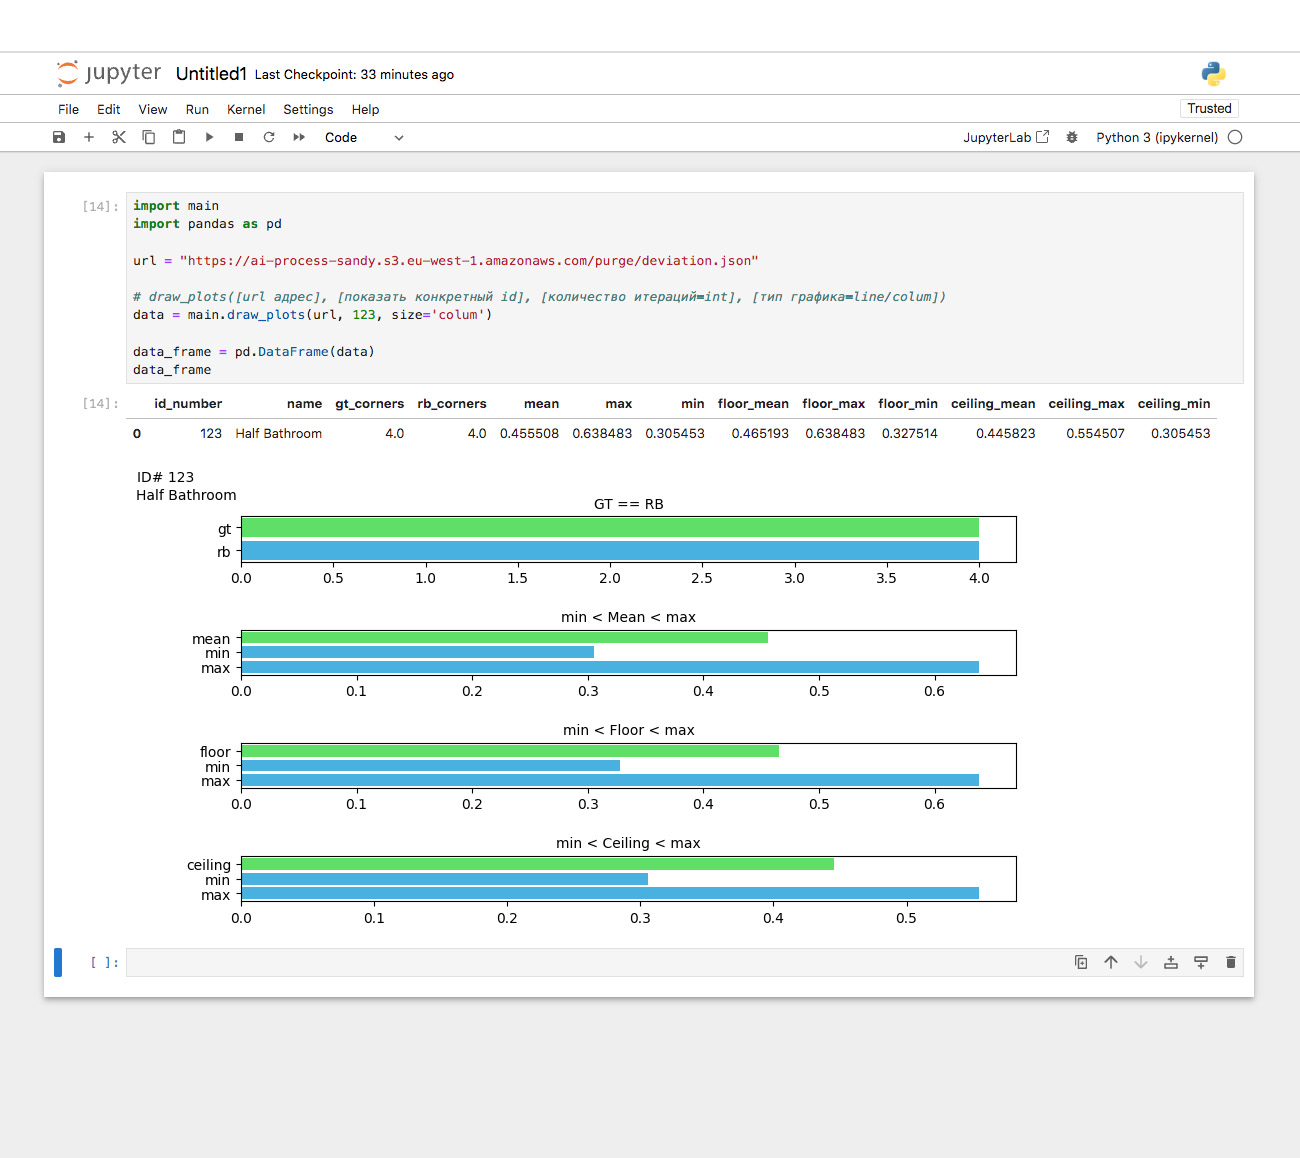 jupyter Untitled1 Last Checkpoint: 33 minutes ago
File Edit View Run Kernel Settings Help Trusted
Code JupyterLab Python 3 (ipykernel)
[14]: import main
import pandas as pd
url = "https://ai-process-sandy.s3.eu-west-1.amazonaws.com/purge/deviation.json"
# draw_plots([url адрес], [показать конкретный id], [количество итераций=int], [тип графика=line/colum])
data = main.draw_plots(url, 123, size='colum')
data_frame = pd.DataFrame(data)
data_frame
[14]: id_number name gt_corners rb_corners mean max min floor_mean floor_max floor_min ceiling_mean ceiling_max ceiling_min
0 123 Half Bathroom 4.0 4.0 0.455508 0.638483 0.305453 0.465193 0.638483 0.327514 0.445823 0.554507 0.305453
ID# 123
Half Bathroom
GT == RB
gt
rb
0.0 0.5 1.0 1.5 2.0 2.5 3.0 3.5 4.0
min < Mean < max
mean
min
max
0.0 0.1 0.2 0.3 0.4 0.5 0.6
min < Floor < max
floor
min
max
0.0 0.1 0.2 0.3 0.4 0.5 0.6
min < Ceiling < max
ceiling
min
max
0.0 0.1 0.2 0.3 0.4 0.5
[ ]: